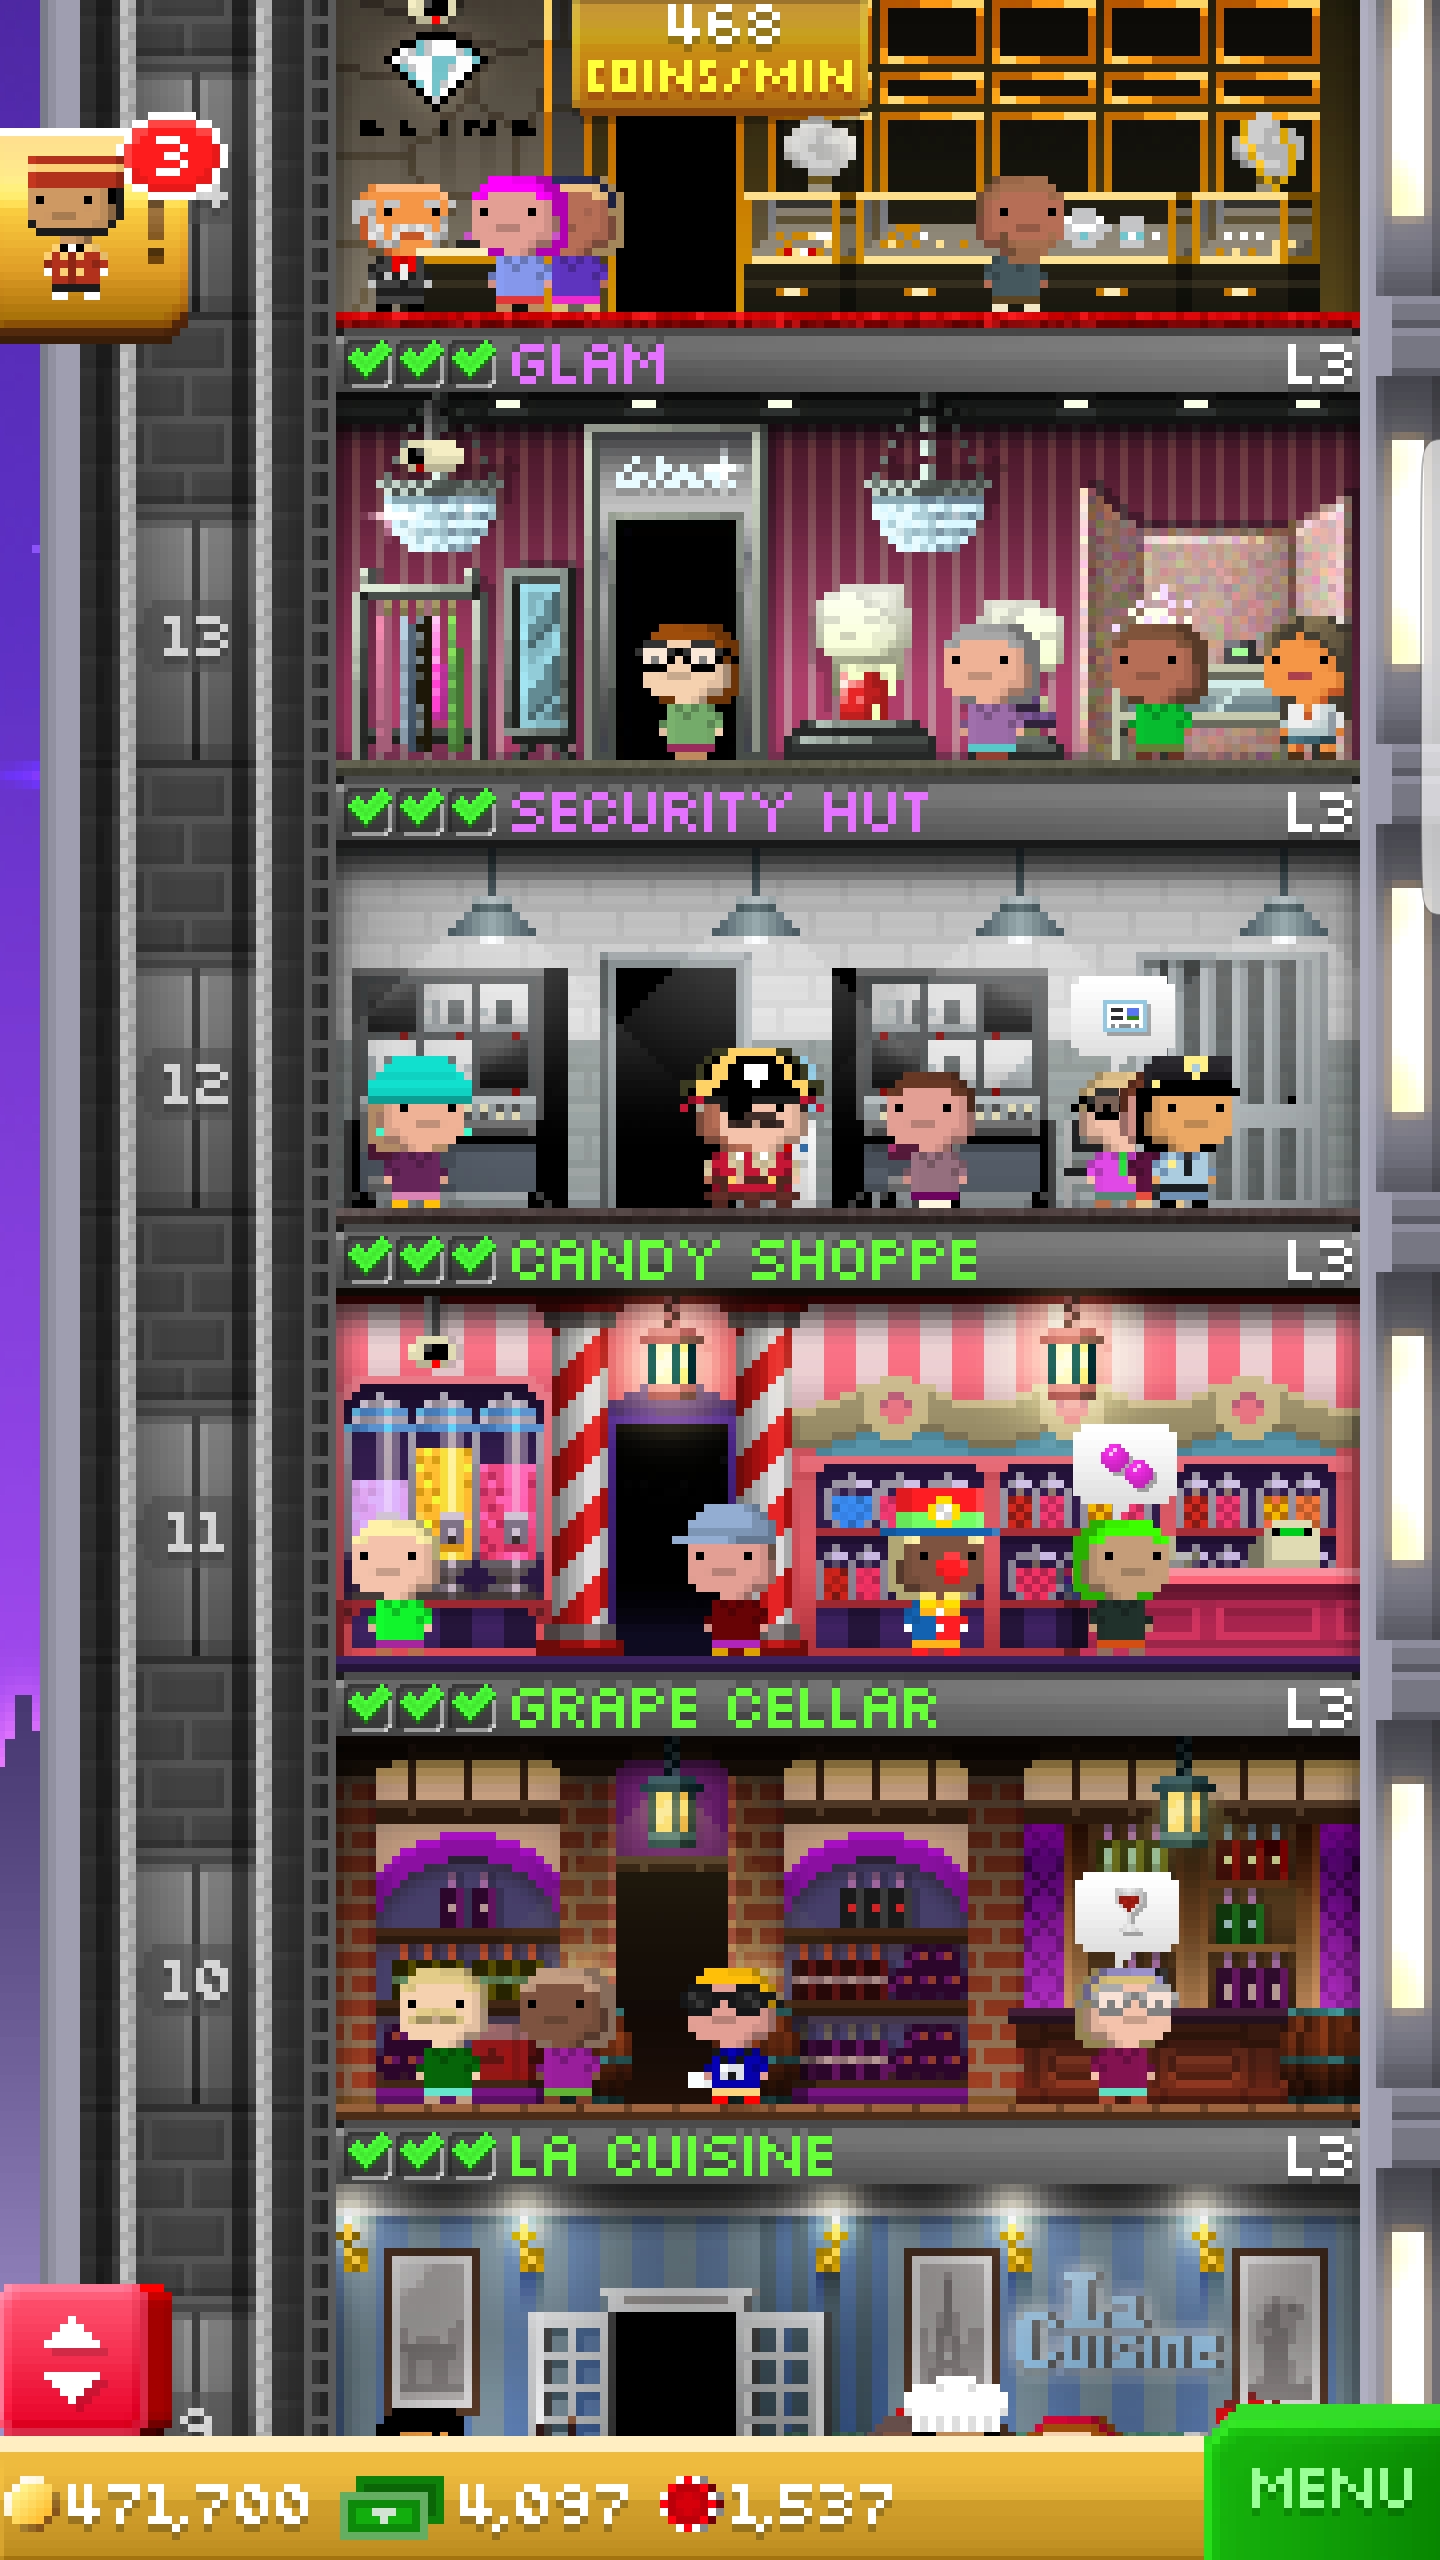 468
COINS/MIN
BLING
3
GLAM
L3
Glam
13
SECURITY HUT
L3
12
CANDY SHOPPE
L3
11
GRAPE CELLAR
L3
10
LA CUISINE
L3
La
Cuisine
9
471,700
4,097
1,537
MENU